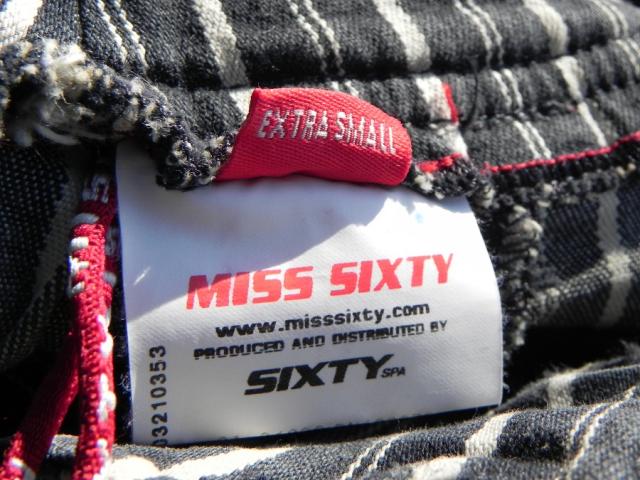 EXTRA SMALL
MISS SIXTY
www.misssixty.com
PRODUCED AND DISTRIBUTED BY
SIXTY SPA
03210353